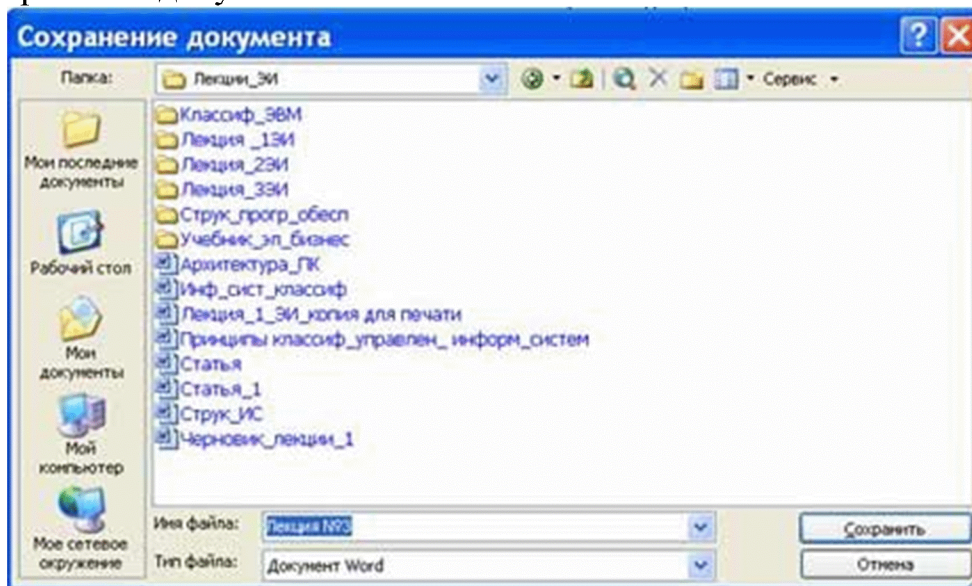 Сохранение документа
Папка: Лекции_ЭИ Сервис
Мои последние
документы
Рабочий стол
Мои
документы
Мой
компьютер
Мое сетевое
окружение
Классиф_ЭВМ
Лекция _1ЭИ
Лекция_2ЭИ
Лекция_3ЭИ
Струк_прогр_обесп
Учебник_эл_бизнес
Архитектура_ПК
Инф_сист_классиф
Лекция_1_ЭИ_копия для печати
Принципы классиф_управлен_ информ_систем
Статья
Статья_1
Струк_ИС
Черновик_лекции_1
Имя файла: Лекция №3 Сохранить
Тип файла: Документ Word Отмена